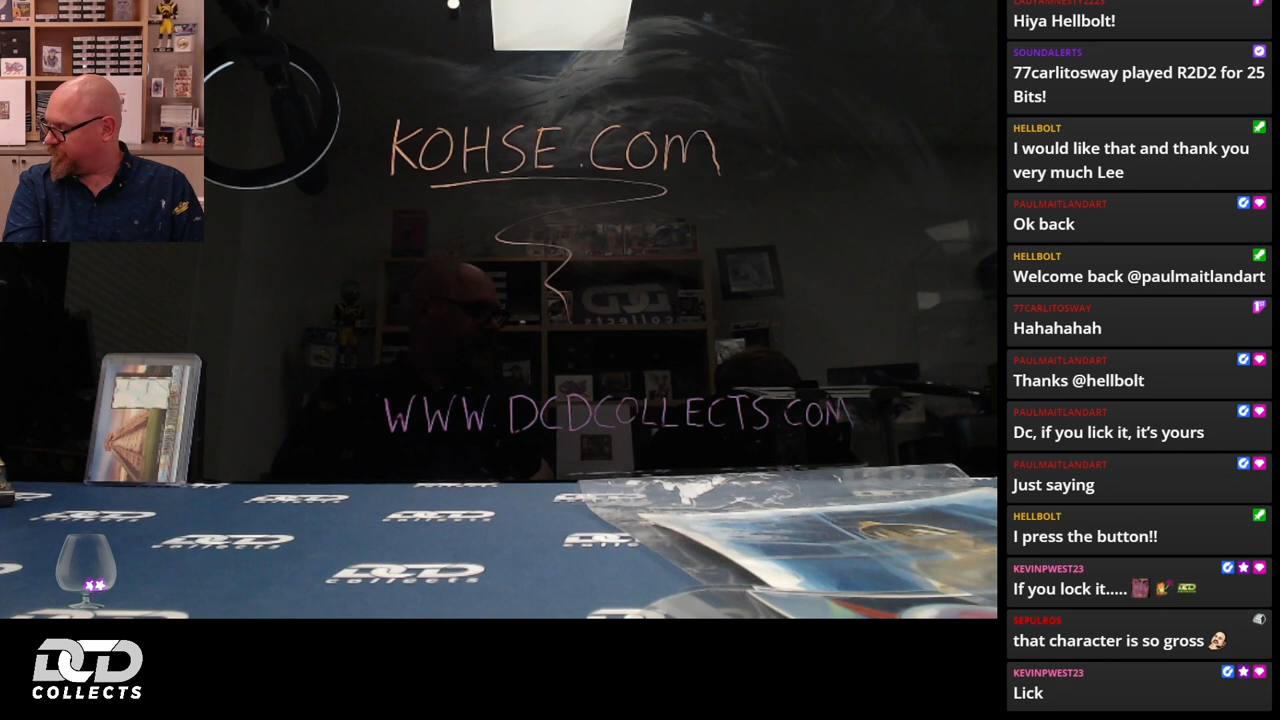 KOHSE.COM
WWW.DCDCOLLECTS.COM
DCD
collects
DCD
COLLECTS
LADYAMNESTY2223
Hiya Hellbolt!
SOUNDALERTS
77carlitosway played R2D2 for 25
Bits!
HELLBOLT
I would like that and thank you
very much Lee
PAULMAITLANDART
Ok back
HELLBOLT
Welcome back @paulmaitlandart
77CARLITOSWAY
Hahahahah
PAULMAITLANDART
Thanks @hellbolt
PAULMAITLANDART
Dc, if you lick it, it's yours
PAULMAITLANDART
Just saying
HELLBOLT
I press the button!!
KEVINPWEST23
If you lock it.....
SEPULROS
that character is so gross
KEVINPWEST23
Lick